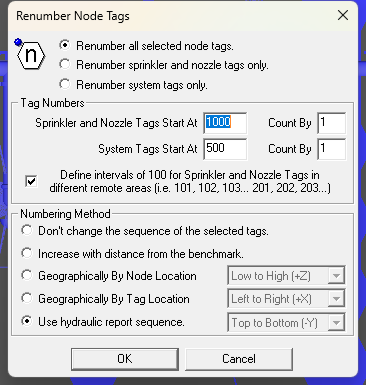 Renumber Node Tags
n
Renumber all selected node tags.
Renumber sprinkler and nozzle tags only.
Renumber system tags only.
Tag Numbers
Sprinkler and Nozzle Tags Start At 1000 Count By 1
System Tags Start At 500 Count By 1
Define intervals of 100 for Sprinkler and Nozzle Tags in
different remote areas (i.e. 101, 102, 103... 201, 202, 203...)
Numbering Method
Don't change the sequence of the selected tags.
Increase with distance from the benchmark.
Geographically By Node Location Low to High (+Z)
Geographically By Tag Location Left to Right (+X)
Use hydraulic report sequence. Top to Bottom (-Y)
OK Cancel